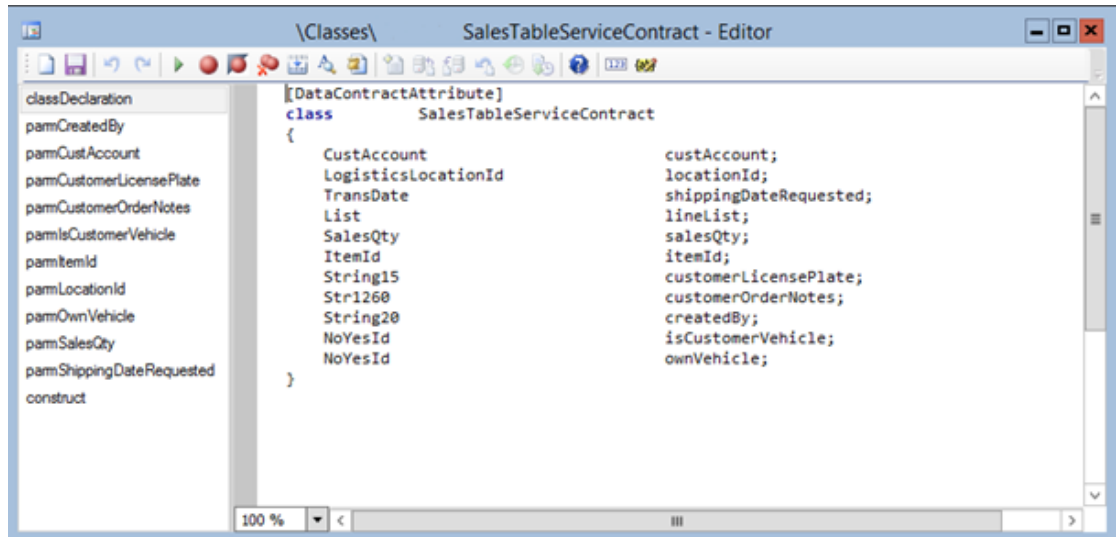 \Classes\ SalesTableServiceContract - Editor
classDeclaration
parmCreatedBy
parmCustAccount
parmCustomerLicensePlate
parmCustomerOrderNotes
parmIsCustomerVehicle
parmItemId
parmLocationId
parmOwnVehicle
parmSalesQty
parmShippingDateRequested
construct
[DataContractAttribute]
class SalesTableServiceContract
{
CustAccount custAccount;
LogisticsLocationId locationId;
TransDate shippingDateRequested;
List lineList;
SalesQty salesQty;
ItemId itemId;
String15 customerLicensePlate;
Str1260 customerOrderNotes;
String20 createdBy;
NoYesId isCustomerVehicle;
NoYesId ownVehicle;
}
100 %